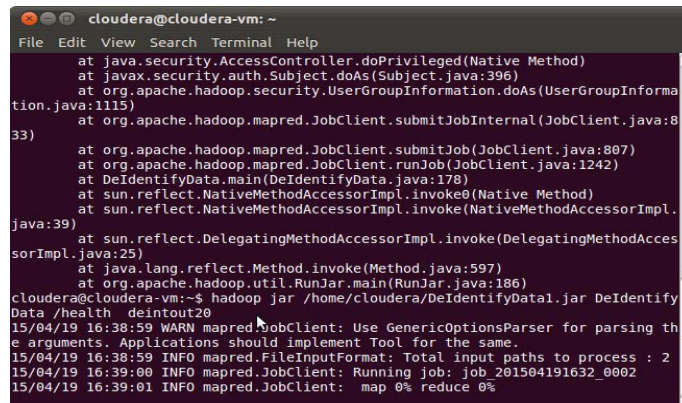 cloudera@cloudera-vm: ~
File Edit View Search Terminal Help
at java.security.AccessController.doPrivileged(Native Method)
at javax.security.auth.Subject.doAs(Subject.java:396)
at org.apache.hadoop.security.UserGroupInformation.doAs(UserGroupInforma
tion.java:1115)
at org.apache.hadoop.mapred.JobClient.submitJobInternal(JobClient.java:8
33)
at org.apache.hadoop.mapred.JobClient.submitJob(JobClient.java:807)
at org.apache.hadoop.mapred.JobClient.runJob(JobClient.java:1242)
at DeIdentifyData.main(DeIdentifyData.java:178)
at sun.reflect.NativeMethodAccessorImpl.invoke0(Native Method)
at sun.reflect.NativeMethodAccessorImpl.invoke(NativeMethodAccessorImpl.
java:39)
at sun.reflect.DelegatingMethodAccessorImpl.invoke(DelegatingMethodAcces
sorImpl.java:25)
at java.lang.reflect.Method.invoke(Method.java:597)
at org.apache.hadoop.util.RunJar.main(RunJar.java:186)
cloudera@cloudera-vm:~$ hadoop jar /home/cloudera/DeIdentifyData1.jar DeIdentify
Data /health deintout20
15/04/19 16:38:59 WARN mapred.JobClient: Use GenericOptionsParser for parsing th
e arguments. Applications should implement Tool for the same.
15/04/19 16:38:59 INFO mapred.FileInputFormat: Total input paths to process : 2
15/04/19 16:39:00 INFO mapred.JobClient: Running job: job_201504191632_0002
15/04/19 16:39:01 INFO mapred.JobClient: map 0% reduce 0%